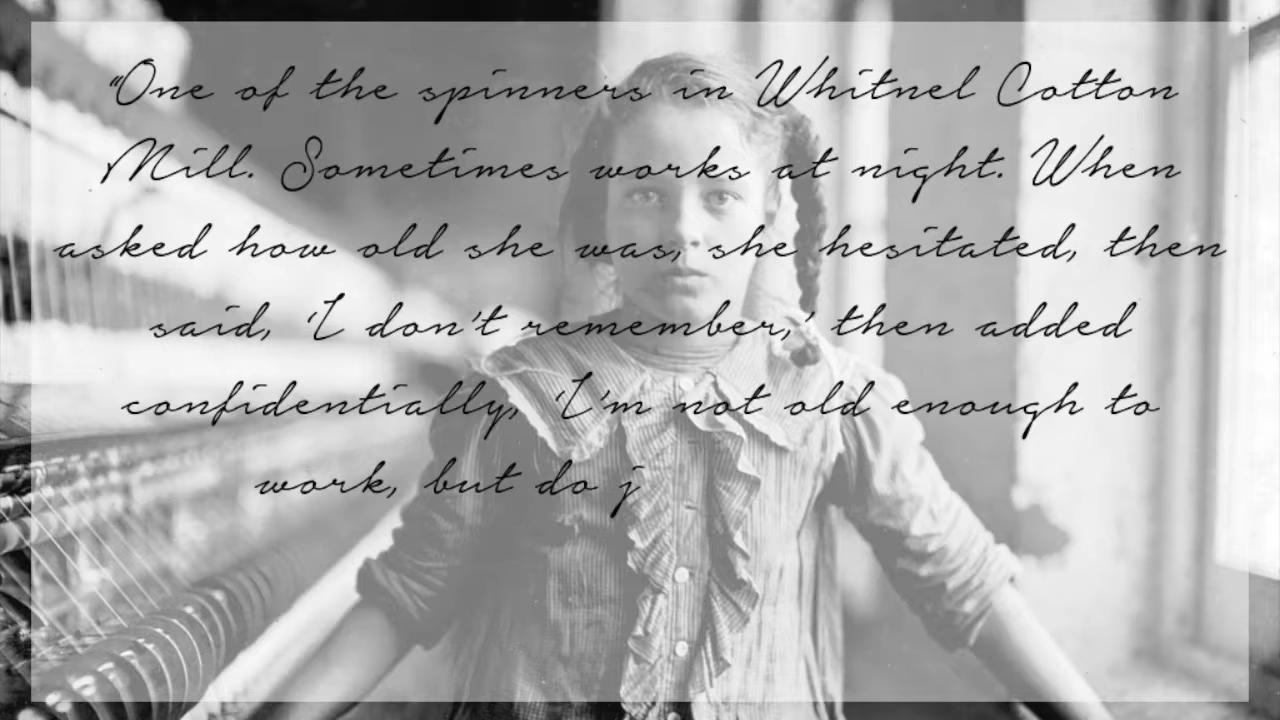 “One of the spinners in Whitnel Cotton
Mill. Sometimes works at night. When
asked how old she was, she hesitated, then
said, ‘I don't remember,’ then added
confidentially, ‘I'm not old enough to
work, but do j